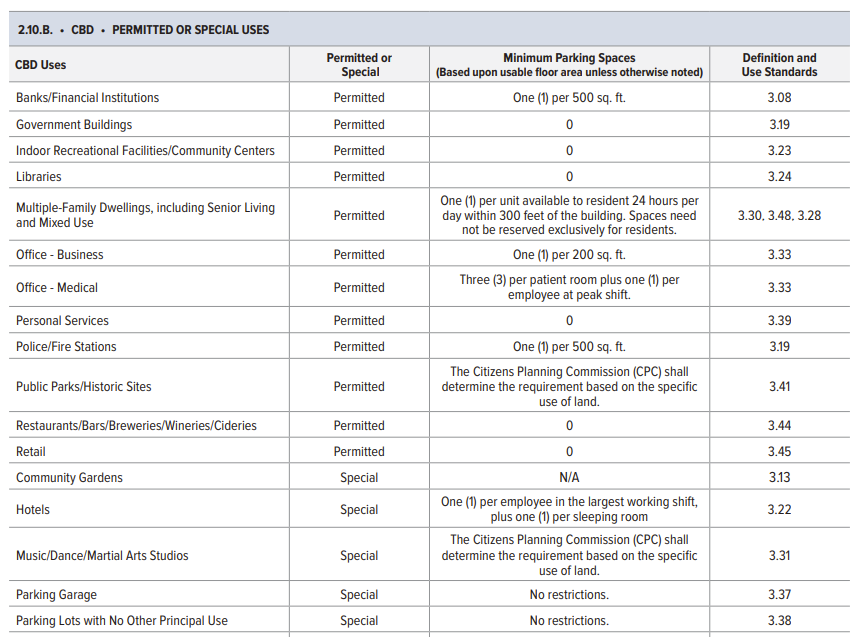 2.10.B. • CBD • PERMITTED OR SPECIAL USES
CBD Uses
Permitted or
Special
Minimum Parking Spaces
(Based upon usable floor area unless otherwise noted)
Definition and
Use Standards
Banks/Financial Institutions
Permitted
One (1) per 500 sq. ft.
3.08
Government Buildings
Permitted
0
3.19
Indoor Recreational Facilities/Community Centers
Permitted
0
3.23
Libraries
Permitted
0
3.24
Multiple-Family Dwellings, including Senior Living
and Mixed Use
Permitted
One (1) per unit available to resident 24 hours per
day within 300 feet of the building. Spaces need
not be reserved exclusively for residents.
3.30, 3.48, 3.28
Office - Business
Permitted
One (1) per 200 sq. ft.
3.33
Office - Medical
Permitted
Three (3) per patient room plus one (1) per
employee at peak shift.
3.33
Personal Services
Permitted
0
3.39
Police/Fire Stations
Permitted
One (1) per 500 sq. ft.
3.19
Public Parks/Historic Sites
Permitted
The Citizens Planning Commission (CPC) shall
determine the requirement based on the specific
use of land.
3.41
Restaurants/Bars/Breweries/Wineries/Cideries
Permitted
0
3.44
Retail
Permitted
0
3.45
Community Gardens
Special
N/A
3.13
Hotels
Special
One (1) per employee in the largest working shift,
plus one (1) per sleeping room
3.22
Music/Dance/Martial Arts Studios
Special
The Citizens Planning Commission (CPC) shall
determine the requirement based on the specific
use of land.
3.31
Parking Garage
Special
No restrictions.
3.37
Parking Lots with No Other Principal Use
Special
No restrictions.
3.38